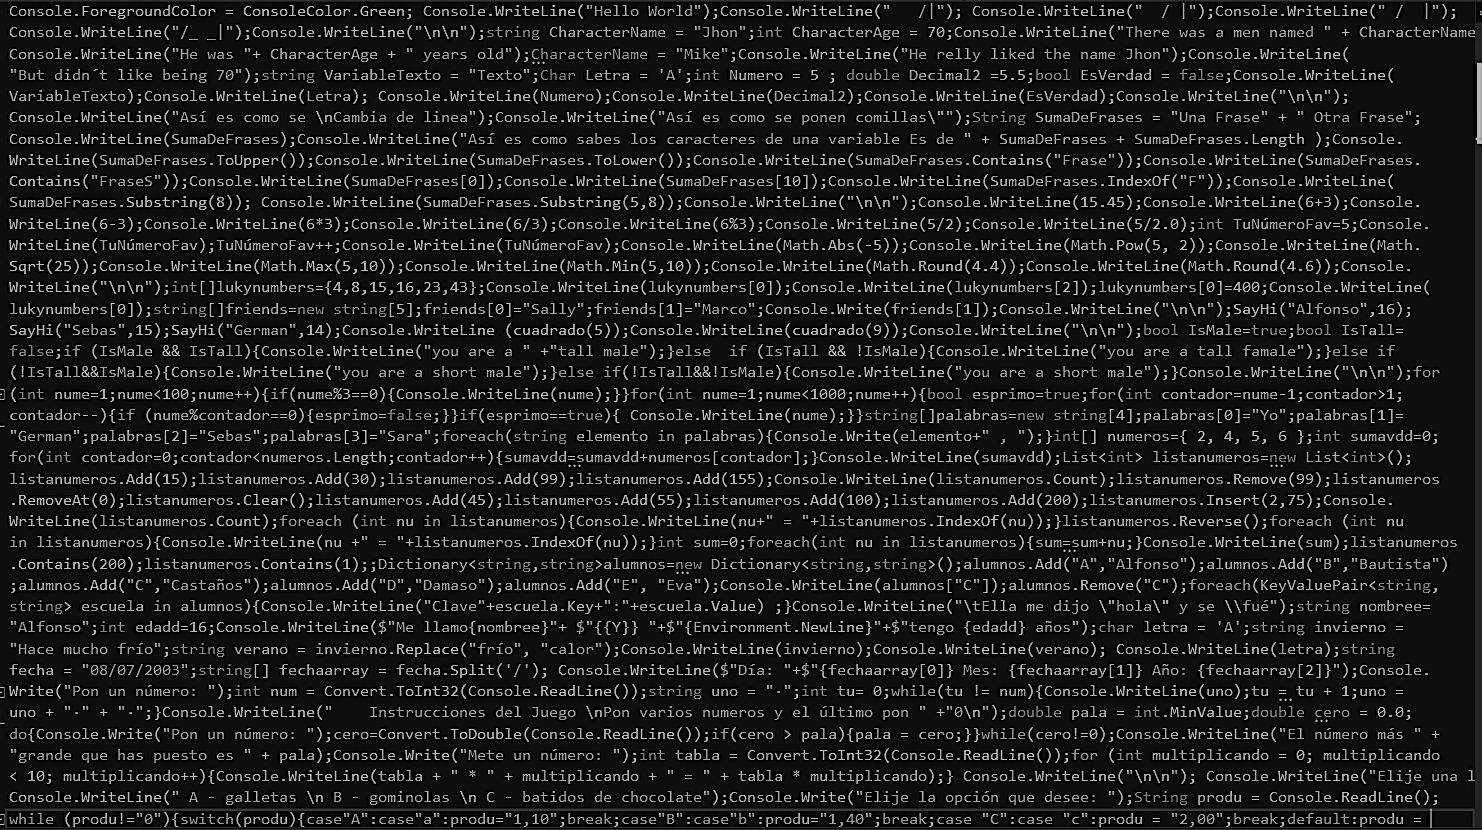 Console.ForegroundColor = ConsoleColor.Green; Console.WriteLine("Hello World");Console.WriteLine("   /|"); Console.WriteLine("  / |");Console.WriteLine(" /  |");
Console.WriteLine("/_ _|");Console.WriteLine("\n\n");string CharacterName = "Jhon";int CharacterAge = 70;Console.WriteLine("There was a men named " + CharacterName
Console.WriteLine("He was "+ CharacterAge + " years old");CharacterName = "Mike";Console.WriteLine("He relly liked the name Jhon");Console.WriteLine(
"But didn´t like being 70");string VariableTexto = "Texto";Char Letra = 'A';int Numero = 5 ; double Decimal2 =5.5;bool EsVerdad = false;Console.WriteLine(
VariableTexto);Console.WriteLine(Letra); Console.WriteLine(Numero);Console.WriteLine(Decimal2);Console.WriteLine(EsVerdad);Console.WriteLine("\n\n");
Console.WriteLine("Así es como se \nCambia de linea");Console.WriteLine("Así es como se ponen comillas\"");String SumaDeFrases = "Una Frase" + " Otra Frase";
Console.WriteLine(SumaDeFrases);Console.WriteLine("Así es como sabes los caracteres de una variable Es de " + SumaDeFrases + SumaDeFrases.Length );Console.
WriteLine(SumaDeFrases.ToUpper());Console.WriteLine(SumaDeFrases.ToLower());Console.WriteLine(SumaDeFrases.Contains("Frase"));Console.WriteLine(SumaDeFrases.
Contains("FraseS"));Console.WriteLine(SumaDeFrases[0]);Console.WriteLine(SumaDeFrases[10]);Console.WriteLine(SumaDeFrases.IndexOf("F"));Console.WriteLine(
SumaDeFrases.Substring(8)); Console.WriteLine(SumaDeFrases.Substring(5,8));Console.WriteLine("\n\n");Console.WriteLine(15.45);Console.WriteLine(6+3);Console.
WriteLine(6-3);Console.WriteLine(6*3);Console.WriteLine(6/3);Console.WriteLine(6%3);Console.WriteLine(5/2);Console.WriteLine(5/2.0);int TuNúmeroFav=5;Console.
WriteLine(TuNúmeroFav);TuNúmeroFav++;Console.WriteLine(TuNúmeroFav);Console.WriteLine(Math.Abs(-5));Console.WriteLine(Math.Pow(5, 2));Console.WriteLine(Math.
Sqrt(25));Console.WriteLine(Math.Max(5,10));Console.WriteLine(Math.Min(5,10));Console.WriteLine(Math.Round(4.4));Console.WriteLine(Math.Round(4.6));Console.
WriteLine("\n\n");int[]lukynumbers={4,8,15,16,23,43};Console.WriteLine(lukynumbers[0]);Console.WriteLine(lukynumbers[2]);lukynumbers[0]=400;Console.WriteLine(
lukynumbers[0]);string[]friends=new string[5];friends[0]="Sally";friends[1]="Marco";Console.Write(friends[1]);Console.WriteLine("\n\n");SayHi("Alfonso",16);
SayHi("Sebas",15);SayHi("German",14);Console.WriteLine (cuadrado(5));Console.WriteLine(cuadrado(9));Console.WriteLine("\n\n");bool IsMale=true;bool IsTall=
false;if (IsMale && IsTall){Console.WriteLine("you are a " +"tall male");}else  if (IsTall && !IsMale){Console.WriteLine("you are a tall famale");}else if
(!IsTall&&IsMale){Console.WriteLine("you are a short male");}else if(!IsTall&&!IsMale){Console.WriteLine("you are a short male");}Console.WriteLine("\n\n");for
(int nume=1;nume<100;nume++){if(nume%3==0){Console.WriteLine(nume);}}for(int nume=1;nume<1000;nume++){bool esprimo=true;for(int contador=nume-1;contador>1;
contador--){if (nume%contador==0){esprimo=false;}}if(esprimo==true){ Console.WriteLine(nume);}}string[]palabras=new string[4];palabras[0]="Yo";palabras[1]=
"German";palabras[2]="Sebas";palabras[3]="Sara";foreach(string elemento in palabras){Console.Write(elemento+" , ");}int[] numeros={ 2, 4, 5, 6 };int sumavdd=0;
for(int contador=0;contador<numeros.Length;contador++){sumavdd=sumavdd+numeros[contador];}Console.WriteLine(sumavdd);List<int> listanumeros=new List<int>();
listanumeros.Add(15);listanumeros.Add(30);listanumeros.Add(99);listanumeros.Add(155);Console.WriteLine(listanumeros.Count);listanumeros.Remove(99);listanumeros
.RemoveAt(0);listanumeros.Clear();listanumeros.Add(45);listanumeros.Add(55);listanumeros.Add(100);listanumeros.Add(200);listanumeros.Insert(2,75);Console.
WriteLine(listanumeros.Count);foreach (int nu in listanumeros){Console.WriteLine(nu+" = "+listanumeros.IndexOf(nu));}listanumeros.Reverse();foreach (int nu
in listanumeros){Console.WriteLine(nu +" = "+listanumeros.IndexOf(nu));}int sum=0;foreach(int nu in listanumeros){sum=sum+nu;}Console.WriteLine(sum);listanumeros
.Contains(200);listanumeros.Contains(1);;Dictionary<string,string>alumnos=new Dictionary<string,string>();alumnos.Add("A","Alfonso");alumnos.Add("B","Bautista")
;alumnos.Add("C","Castaños");alumnos.Add("D","Damaso");alumnos.Add("E", "Eva");Console.WriteLine(alumnos["C"]);alumnos.Remove("C");foreach(KeyValuePair<string,
string> escuela in alumnos){Console.WriteLine("Clave"+escuela.Key+":"+escuela.Value) ;}Console.WriteLine("\tElla me dijo \"hola\" y se \\fué");string nombree=
"Alfonso";int edadd=16;Console.WriteLine($"Me llamo{nombree}"+ $"{{Y}} "+$"{Environment.NewLine}"+$"tengo {edadd} años");char letra = 'A';string invierno =
"Hace mucho frío";string verano = invierno.Replace("frío", "calor");Console.WriteLine(invierno);Console.WriteLine(verano); Console.WriteLine(letra);string
fecha = "08/07/2003";string[] fechaarray = fecha.Split('/'); Console.WriteLine($"Día: "+$"{fechaarray[0]} Mes: {fechaarray[1]} Año: {fechaarray[2]}");Console.
Write("Pon un número: ");int num = Convert.ToInt32(Console.ReadLine());string uno = "·";int tu= 0;while(tu != num){Console.WriteLine(uno);tu = tu + 1;uno =
uno + "·" + "·";}Console.WriteLine("    Instrucciones del Juego \nPon varios numeros y el último pon " +"0\n");double pala = int.MinValue;double cero = 0.0;
do{Console.Write("Pon un número: ");cero=Convert.ToDouble(Console.ReadLine());if(cero > pala){pala = cero;}}while(cero!=0);Console.WriteLine("El número más " +
"grande que has puesto es " + pala);Console.Write("Mete un número: ");int tabla = Convert.ToInt32(Console.ReadLine());for (int multiplicando = 0; multiplicando
< 10; multiplicando++){Console.WriteLine(tabla + " * " + multiplicando + " = " + tabla * multiplicando);} Console.WriteLine("\n\n"); Console.WriteLine("Elije una l
Console.WriteLine(" A - galletas \n B - gominolas \n C - batidos de chocolate");Console.Write("Elije la opción que desee: ");String produ = Console.ReadLine();
while (produ!="0"){switch(produ){case"A":case"a":produ="1,10";break;case"B":case"b":produ="1,40";break;case "C":case "c":produ = "2,00";break;default:produ =